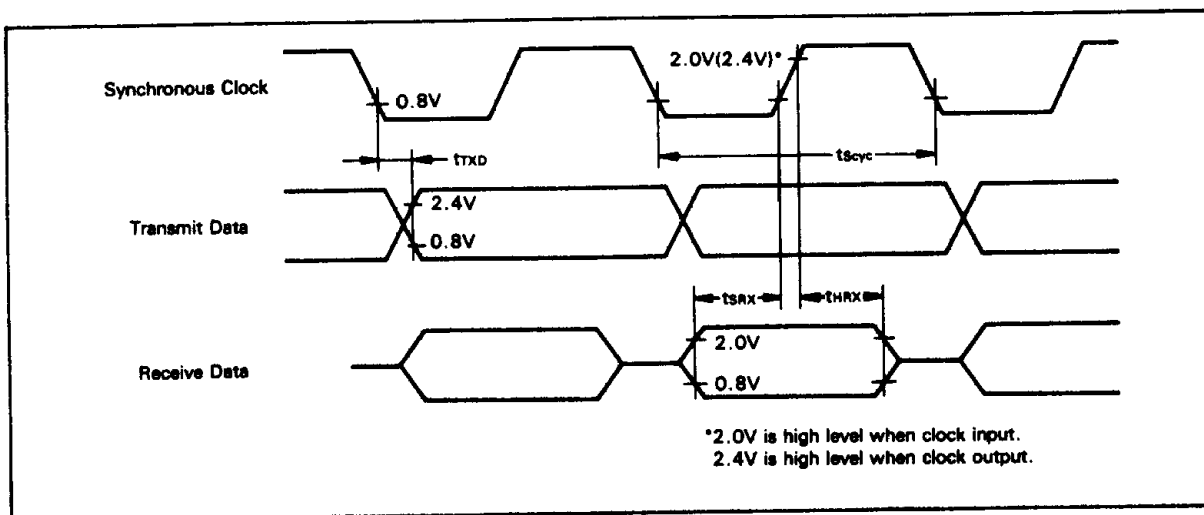 Synchronous Clock
0.8V
2.0V(2.4V)*
tTXD
tScyc
Transmit Data
2.4V
0.8V
tSRX
tHRX
Receive Data
2.0V
0.8V
*2.0V is high level when clock input.
2.4V is high level when clock output.